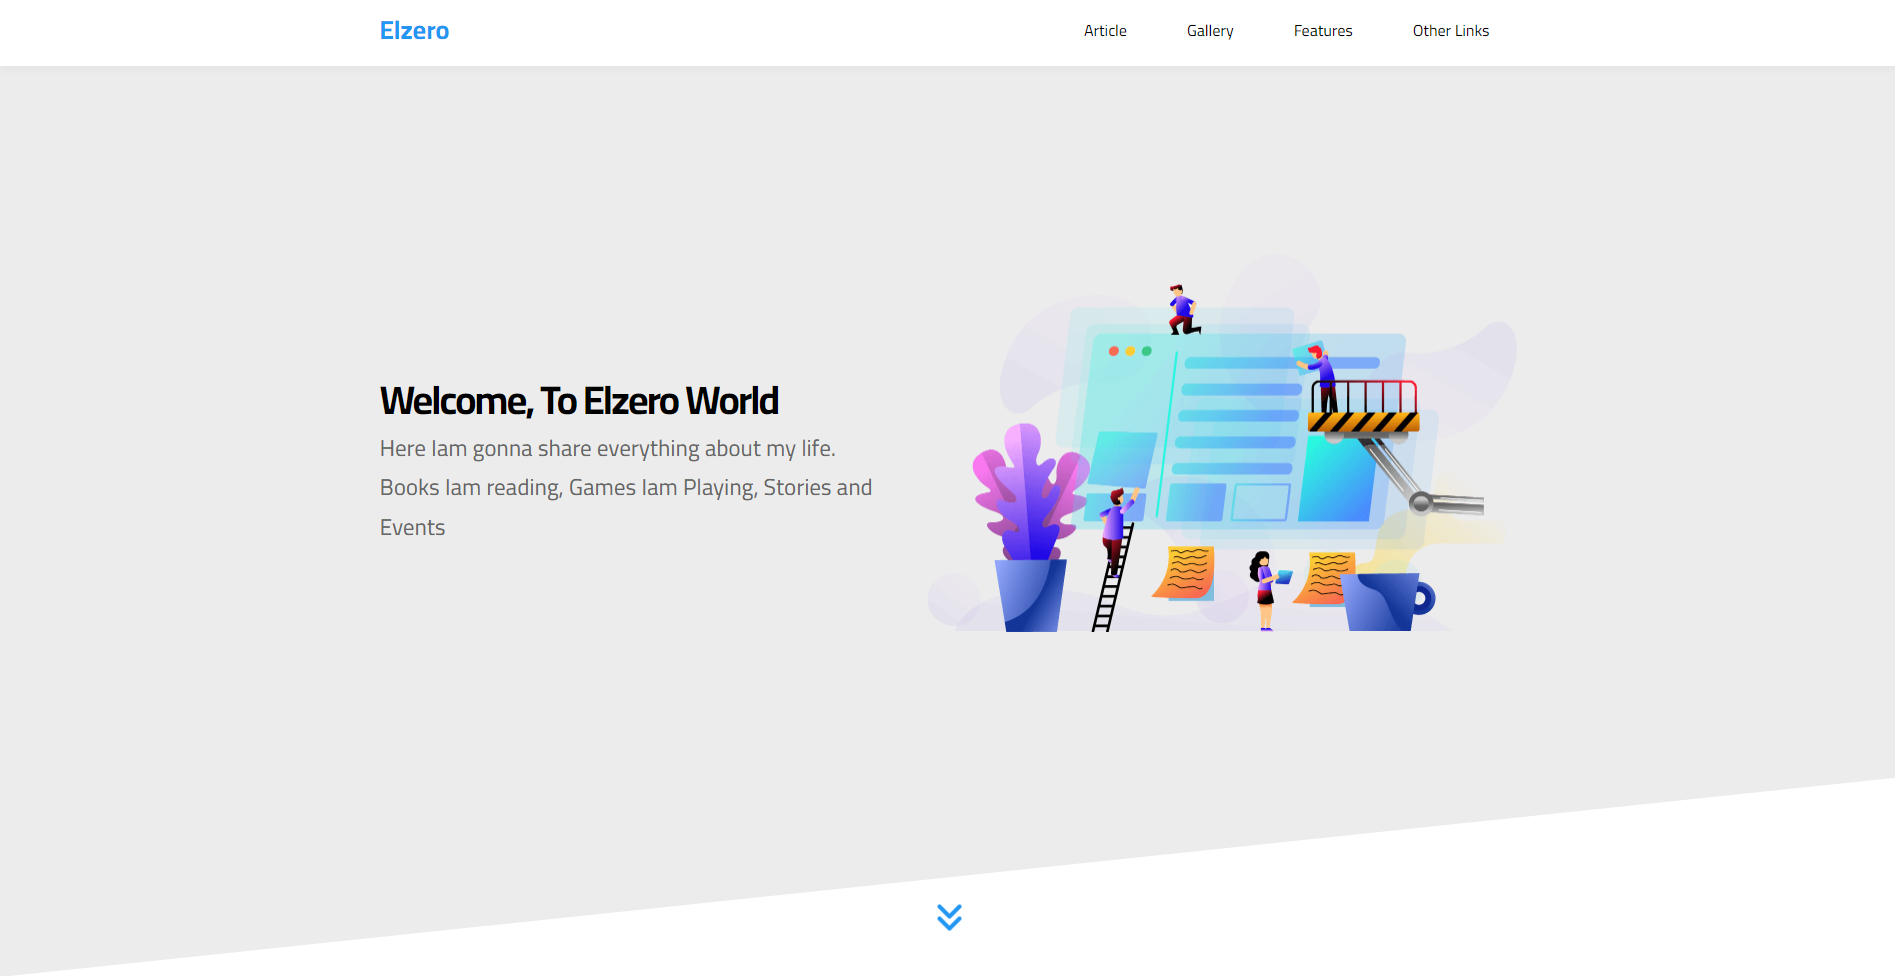 Elzero
Article
Gallery
Features
Other Links
Welcome, To Elzero World
Here Iam gonna share everything about my life.
Books Iam reading, Games Iam Playing, Stories and
Events